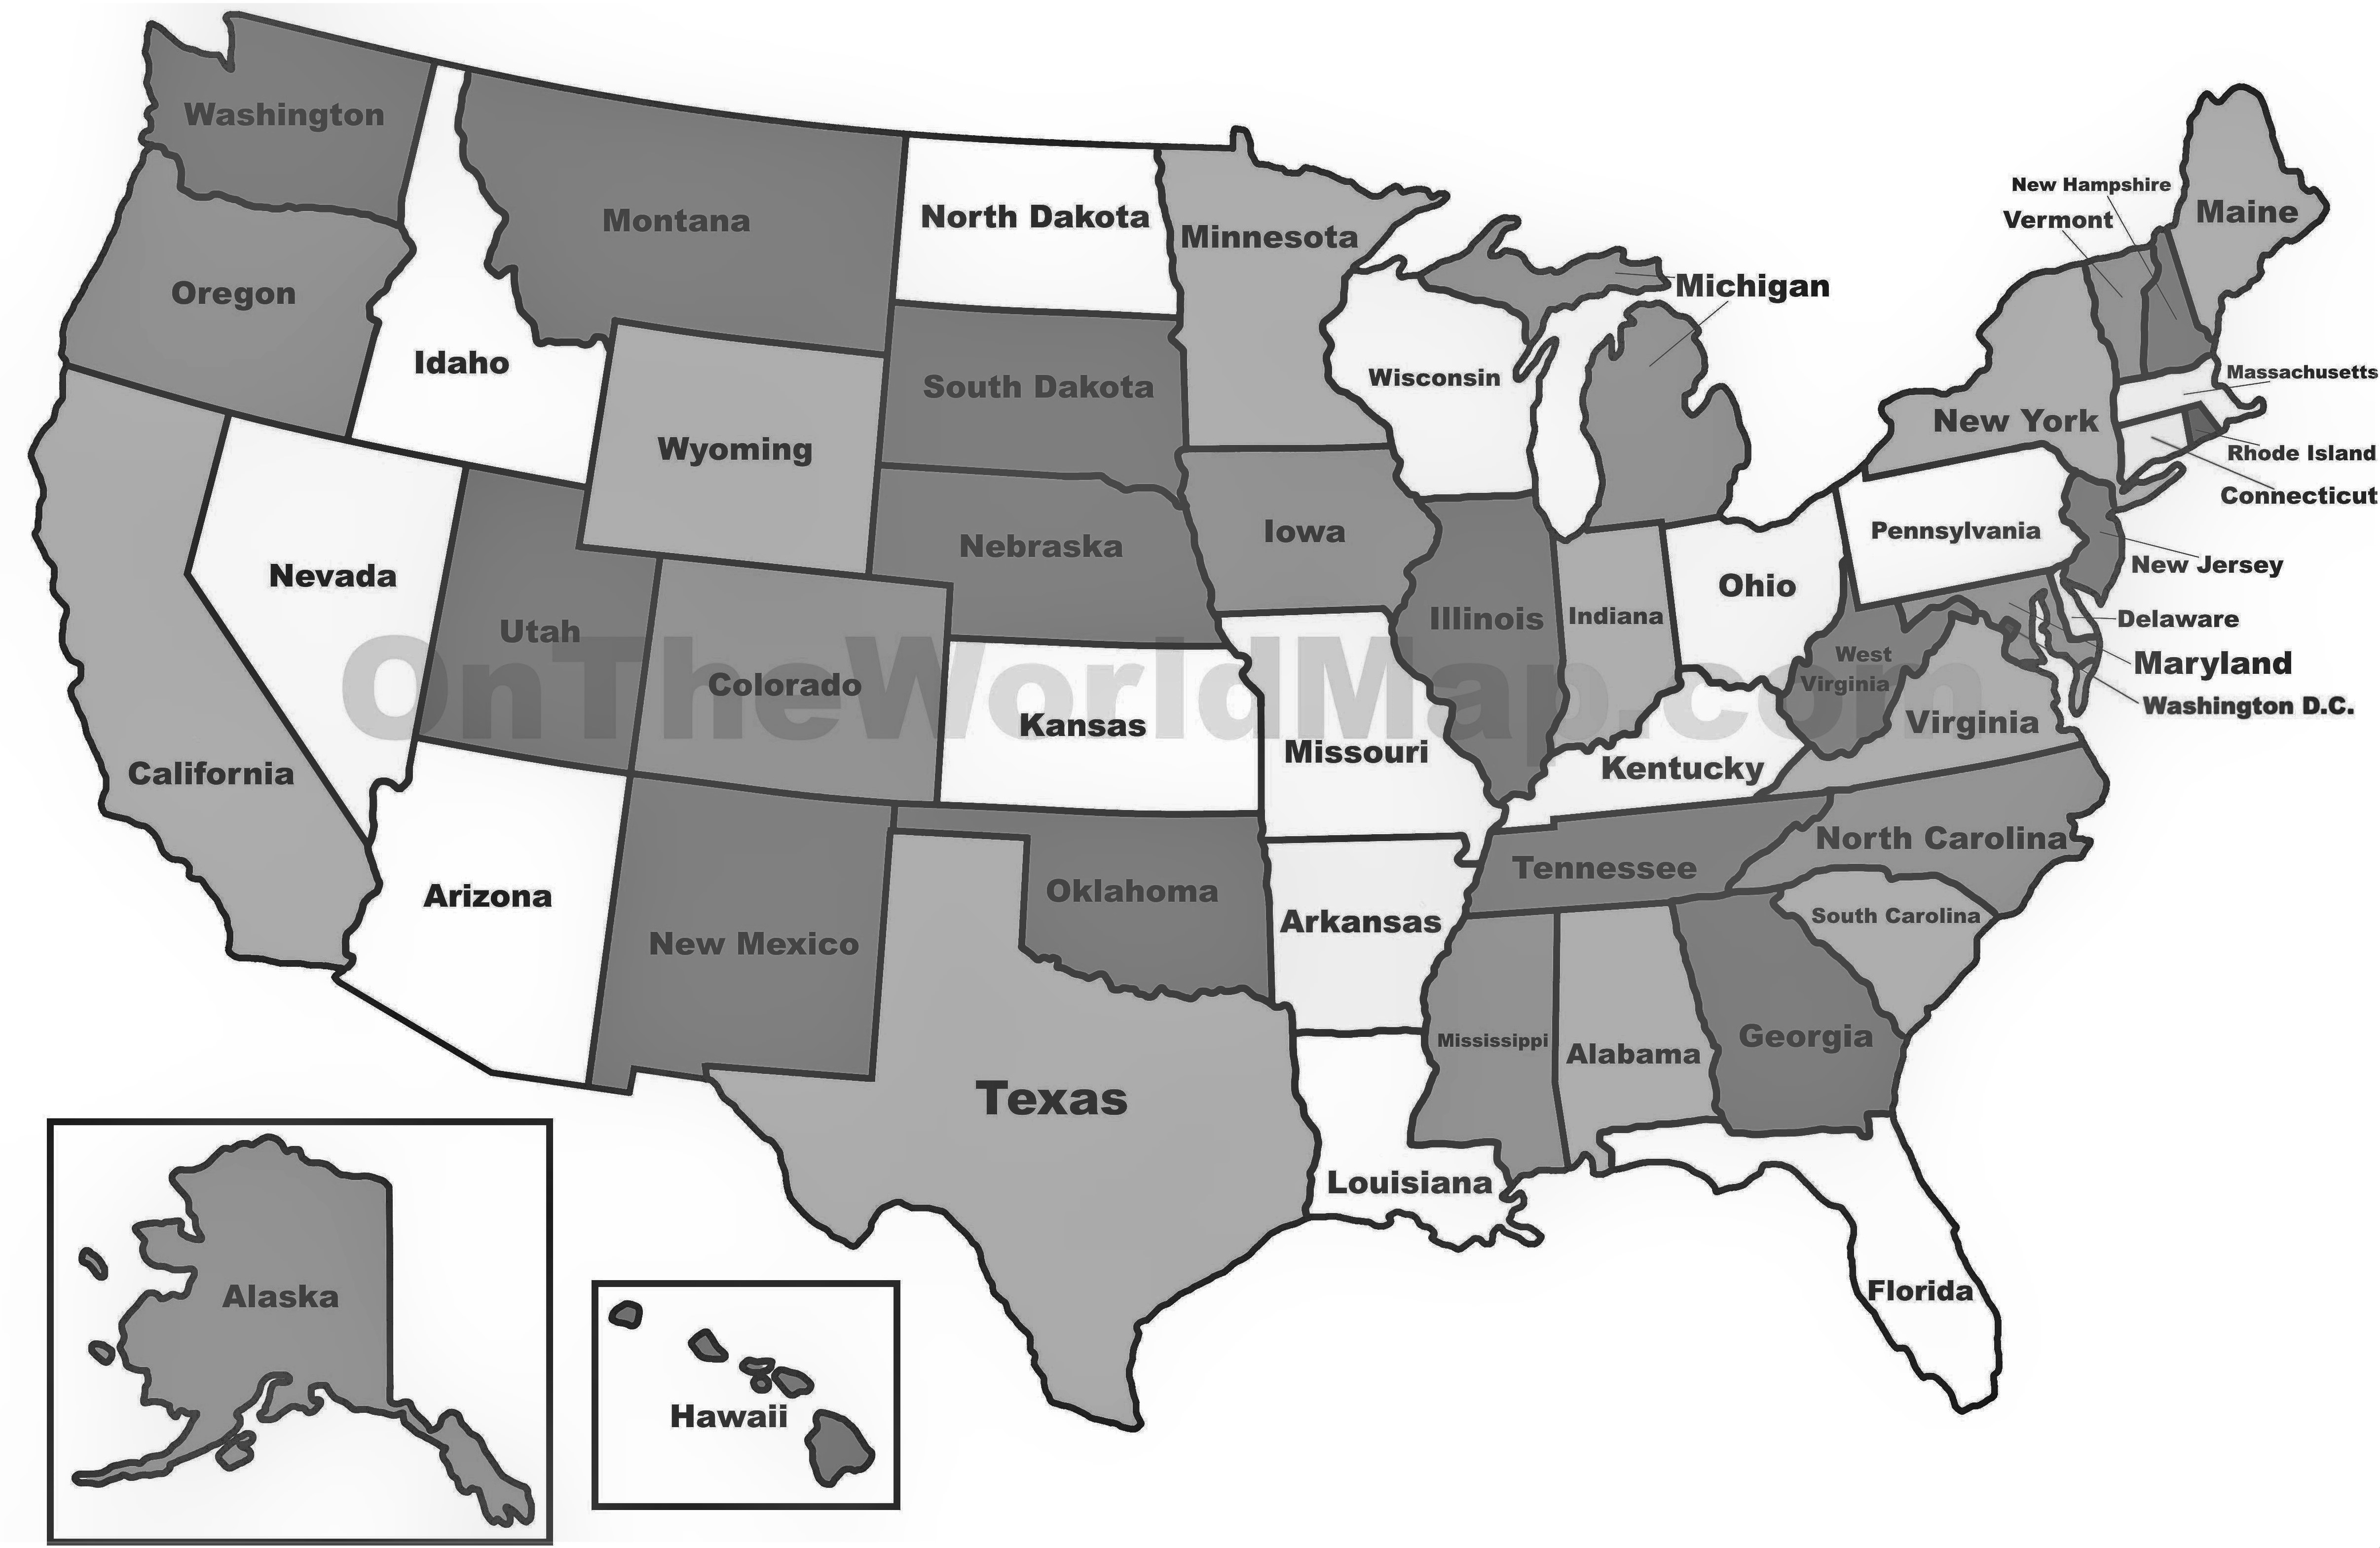 Washington
Montana
North Dakota
Minnesota
New Hampshire
Vermont
Maine
Oregon
Michigan
Idaho
South Dakota
Wisconsin
Massachusetts
Wyoming
New York
Rhode Island
Connecticut
Nebraska
Iowa
Pennsylvania
Nevada
Ohio
New Jersey
Utah
Illinois
Indiana
Delaware
OnTheWorldMap.com
West
Virginia
Maryland
Colorado
Washington D.C.
Kansas
Virginia
Missouri
California
Kentucky
North Carolina
Tennessee
Arizona
Oklahoma
Arkansas
South Carolina
New Mexico
Georgia
Mississippi
Alabama
Texas
Louisiana
Florida
Alaska
Hawaii